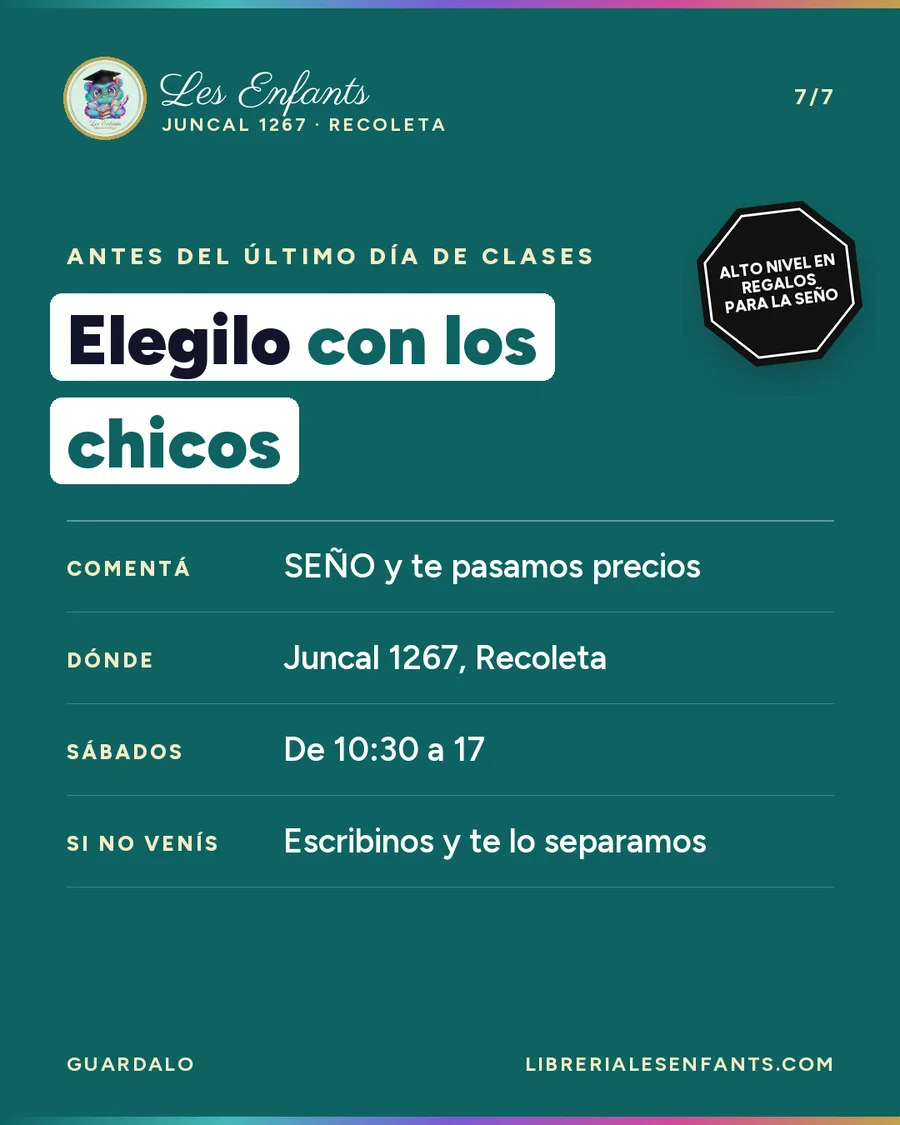 Les Enfants
JUNCAL 1267 · RECOLETA
7/7
ANTES DEL ÚLTIMO DÍA DE CLASES
ALTO NIVEL EN
REGALOS
PARA LA SEÑO
Elegilo con los
chicos
COMENTÁ SEÑO y te pasamos precios
DÓNDE Juncal 1267, Recoleta
SÁBADOS De 10:30 a 17
SI NO VENÍS Escribinos y te lo separamos
GUARDALO LIBRERIALESENFANTS.COM